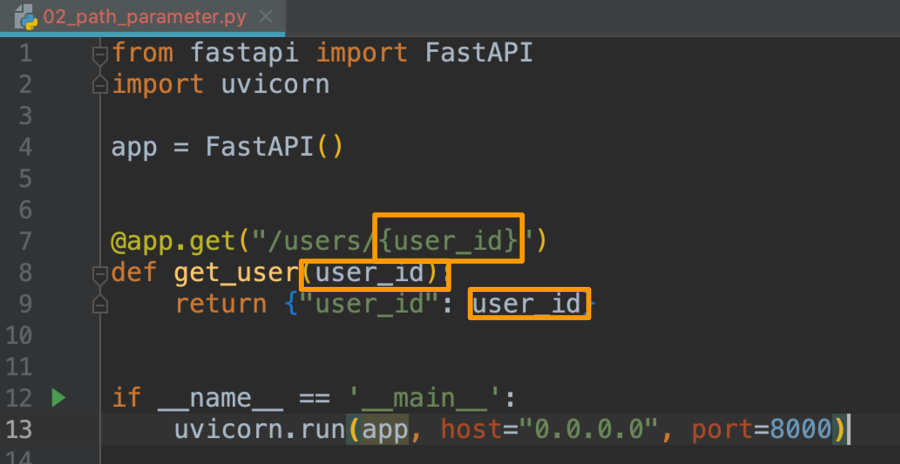 02_path_parameter.py
1 from fastapi import FastAPI
2 import uvicorn
3
4 app = FastAPI()
5
6
7 @app.get("/users/{user_id}")
8 def get_user(user_id):
9 return {"user_id": user_id}
10
11
12 if __name__ == '__main__':
13 uvicorn.run(app, host="0.0.0.0", port=8000)
14